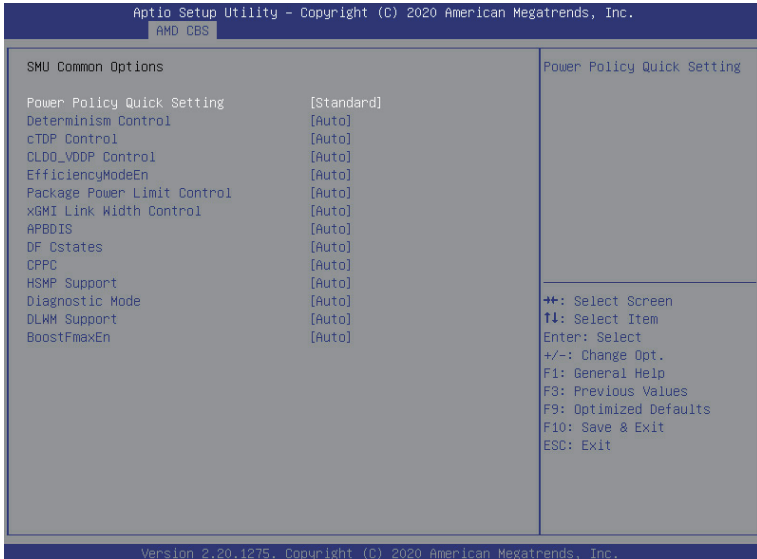 Aptio Setup Utility – Copyright (C) 2020 American Megatrends, Inc.
AMD CBS
SMU Common Options
Power Policy Quick Setting [Standard]
Determinism Control [Auto]
cTDP Control [Auto]
CLDO_VDDP Control [Auto]
EfficiencyModeEn [Auto]
Package Power Limit Control [Auto]
xGMI Link Width Control [Auto]
APBDIS [Auto]
DF Cstates [Auto]
CPPC [Auto]
HSMP Support [Auto]
Diagnostic Mode [Auto]
DLWM Support [Auto]
BoostFmaxEn [Auto]
Power Policy Quick Setting
→←: Select Screen
↑↓: Select Item
Enter: Select
+/-: Change Opt.
F1: General Help
F3: Previous Values
F9: Optimized Defaults
F10: Save & Exit
ESC: Exit
Version 2.20.1275. Copyright (C) 2020 American Megatrends, Inc.